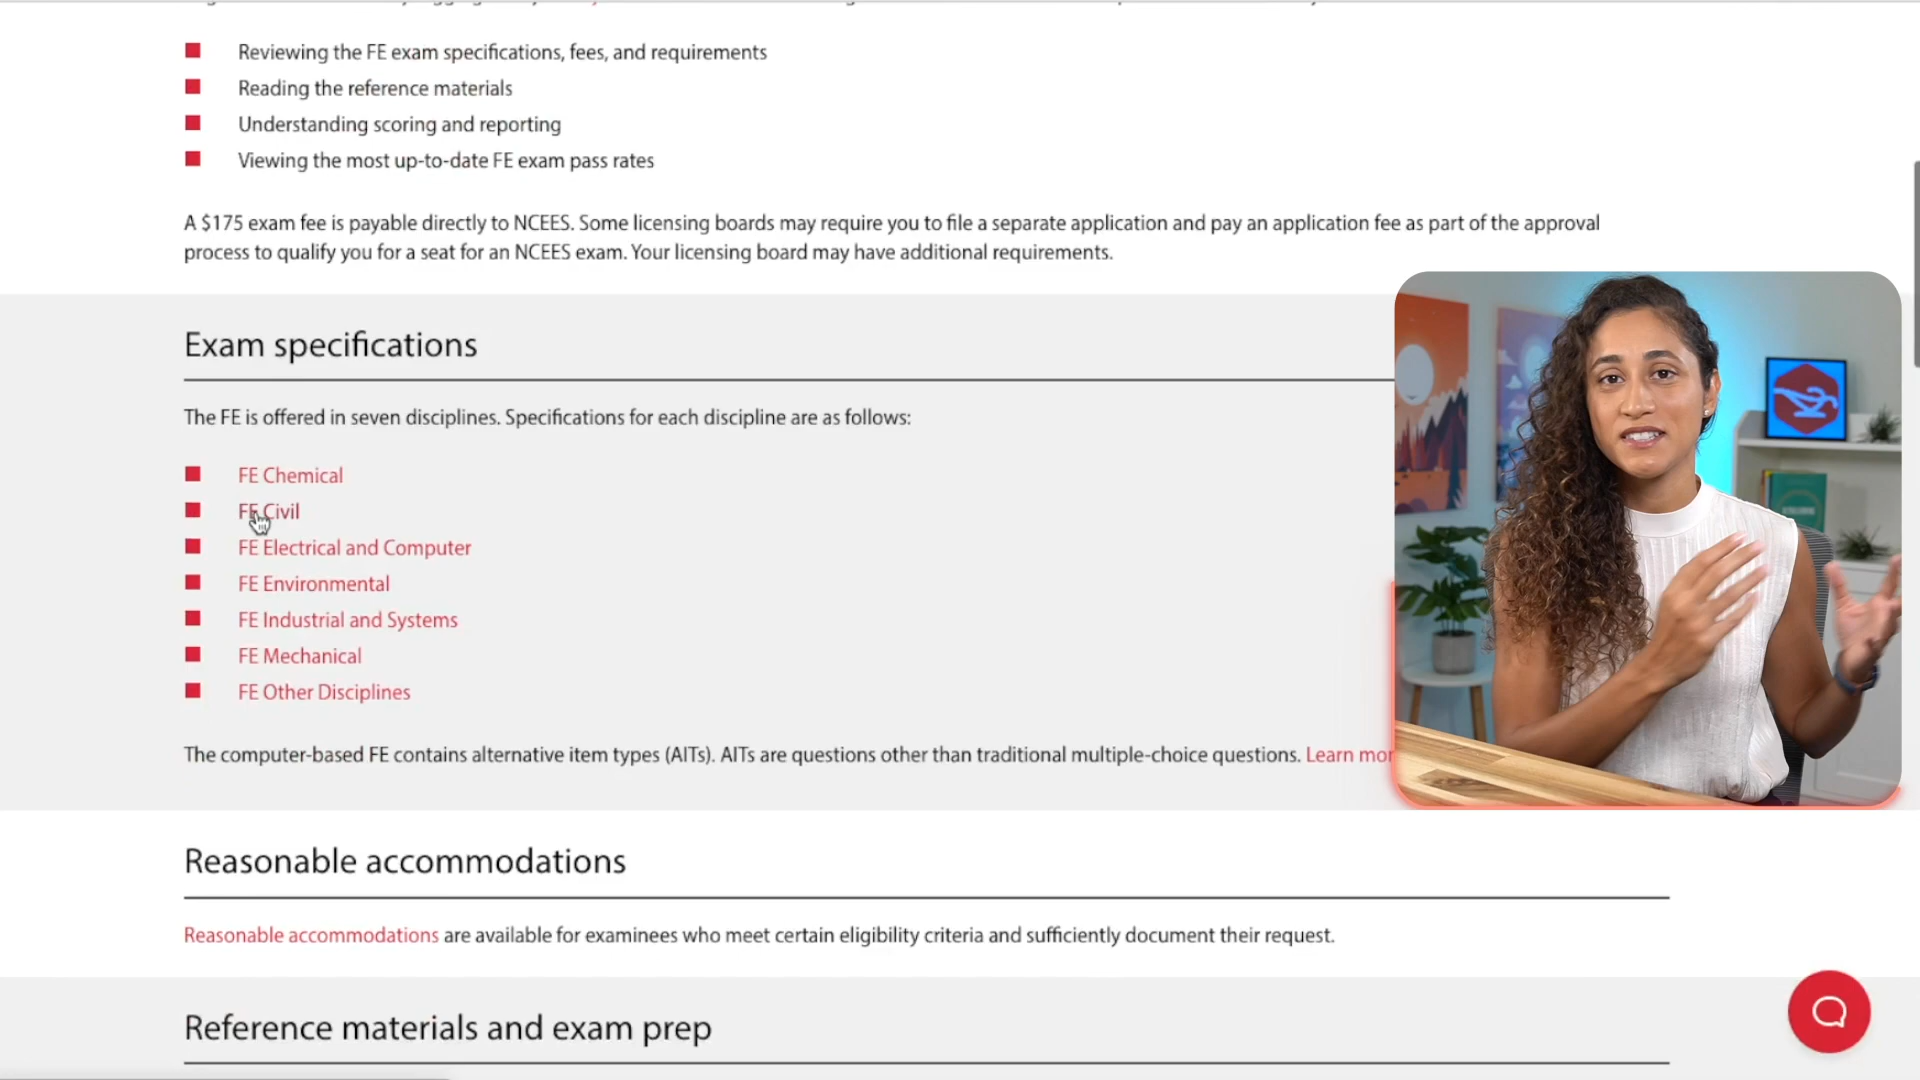 Reviewing the FE exam specifications, fees, and requirements
Reading the reference materials
Understanding scoring and reporting
Viewing the most up-to-date FE exam pass rates
A $175 exam fee is payable directly to NCEES. Some licensing boards may require you to file a separate application and pay an application fee as part of the approval
process to qualify you for a seat for an NCEES exam. Your licensing board may have additional requirements.
Exam specifications
The FE is offered in seven disciplines. Specifications for each discipline are as follows:
FE Chemical
FE Civil
FE Electrical and Computer
FE Environmental
FE Industrial and Systems
FE Mechanical
FE Other Disciplines
The computer-based FE contains alternative item types (AITs). AITs are questions other than traditional multiple-choice questions. Learn mor
Reasonable accommodations
Reasonable accommodations are available for examinees who meet certain eligibility criteria and sufficiently document their request.
Reference materials and exam prep